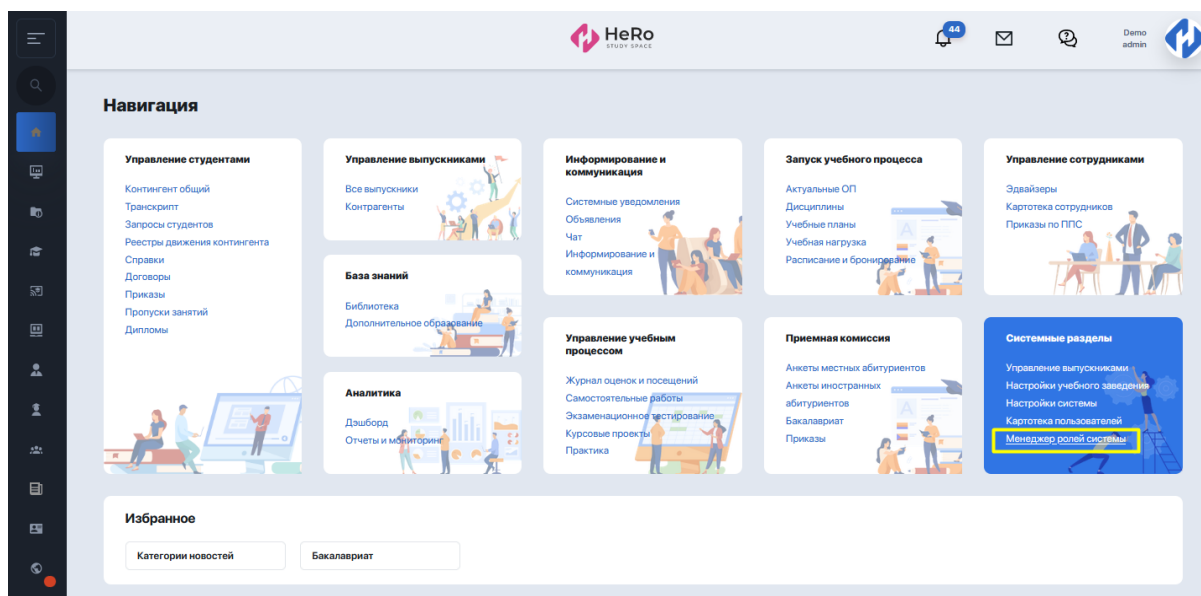 HeRo
STUDY SPACE
44
Demo
admin
Навигация
Управление студентами
Контингент общий
Транскрипт
Запросы студентов
Реестры движения контингента
Справки
Договоры
Приказы
Пропуски занятий
Дипломы
Управление выпускниками
Все выпускники
Контрагенты
База знаний
Библиотека
Дополнительное образование
Аналитика
Дэшборд
Отчеты и мониторинг
Информирование и
коммуникация
Системные уведомления
Объявления
Чат
Информирование и
коммуникация
Управление учебным
процессом
Журнал оценок и посещений
Самостоятельные работы
Экзаменационное тестирование
Курсовые проекты
Практика
Запуск учебного процесса
Актуальные ОП
Дисциплины
Учебные планы
Учебная нагрузка
Расписание и бронирование
Приемная комиссия
Анкеты местных абитуриентов
Анкеты иностранных
абитуриентов
Бакалавриат
Приказы
Управление сотрудниками
Эдвайзеры
Картотека сотрудников
Приказы по ППС
Системные разделы
Управление выпускниками
Настройки учебного заведения
Настройки системы
Картотека пользователей
Менеджер ролей системы
Избранное
Категории новостей
Бакалавриат